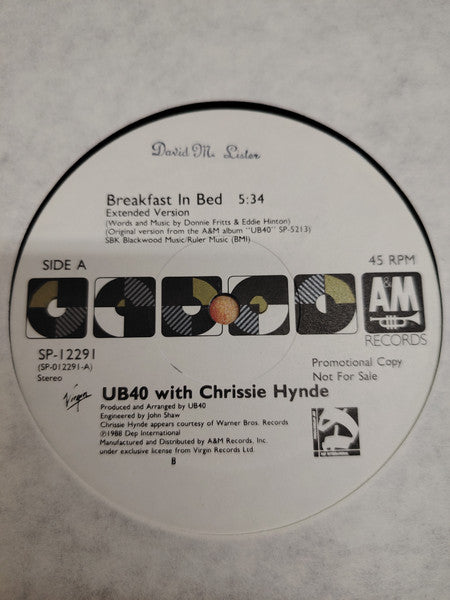 David M. Lister
Breakfast In Bed 5:34
Extended Version
(Words and Music by Donnie Fritts & Eddie Hinton)
(Original version from the A&M album "UB40" SP-5213)
SBK Blackwood Music/Ruler Music (BMI)
SIDE A
45 RPM
A&M
RECORDS
SP-12291
(SP-012291-A)
Stereo
Promotional Copy
Not For Sale
Virgin
UB40 with Chrissie Hynde
Produced and Arranged by UB40
Engineered by John Shaw
Chrissie Hynde appears courtesy of Warner Bros. Records
℗1988 Dep International
Manufactured and Distributed by A&M Records, Inc.
under exclusive license from Virgin Records Ltd.
B